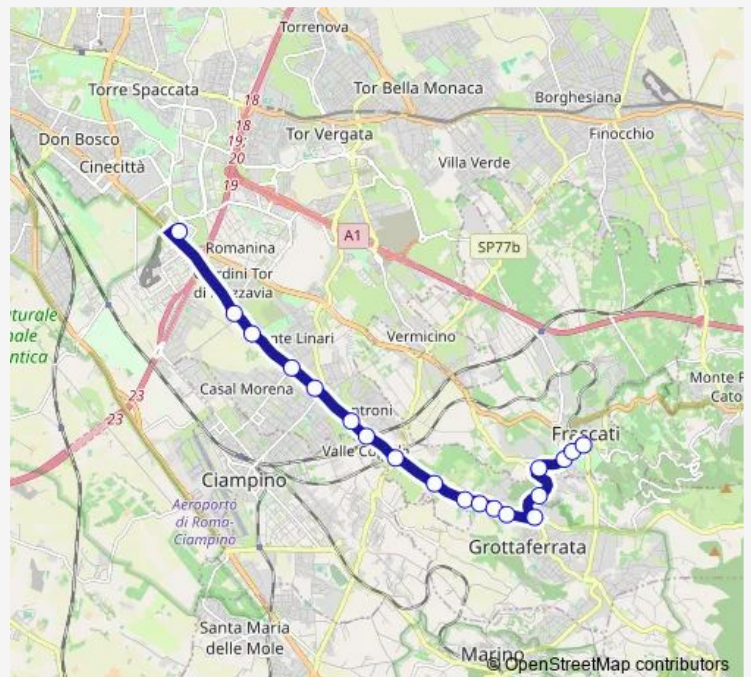 Torrenova
Torre Spaccata
Tor Bella Monaca
18
Borghesiana
18
Don Bosco
19;
Tor Vergata
Finocchio
20
Cinecittà
Villa Verde
19
A1
SP77b
Romanina
di
Vermicino
Casal Morena
Monte
Cato
23
23
Frascati
Ciampino
Aeroporto
di Roma-
Ciampino
Grottaferrata
Santa Maria
delle Mole
Marino
© OpenStreetMap contributors